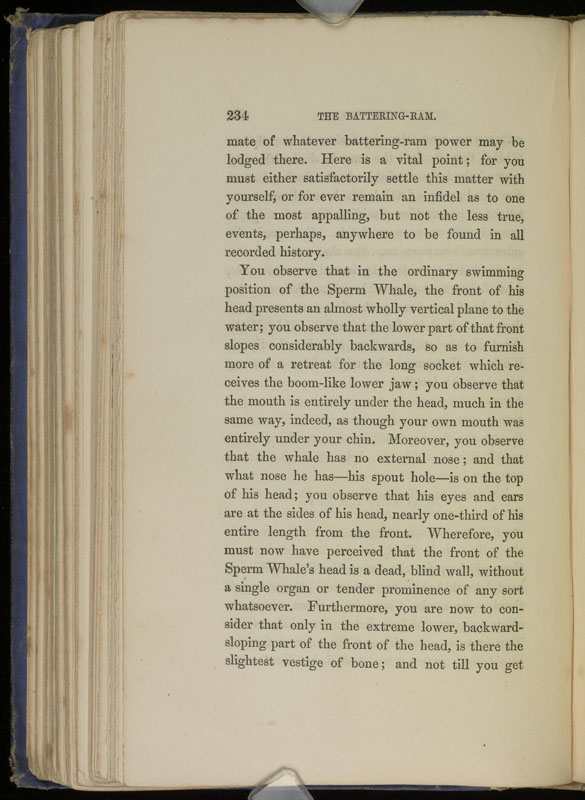 234 THE BATTERING-RAM.
mate of whatever battering-ram power may be
lodged there. Here is a vital point; for you
must either satisfactorily settle this matter with
yourself, or for ever remain an infidel as to one
of the most appalling, but not the less true,
events, perhaps, anywhere to be found in all
recorded history.
You observe that in the ordinary swimming
position of the Sperm Whale, the front of his
head presents an almost wholly vertical plane to the
water; you observe that the lower part of that front
slopes considerably backwards, so as to furnish
more of a retreat for the long socket which re-
ceives the boom-like lower jaw; you observe that
the mouth is entirely under the head, much in the
same way, indeed, as though your own mouth was
entirely under your chin. Moreover, you observe
that the whale has no external nose; and that
what nose he has—his spout hole—is on the top
of his head; you observe that his eyes and ears
are at the sides of his head, nearly one-third of his
entire length from the front. Wherefore, you
must now have perceived that the front of the
Sperm Whale's head is a dead, blind wall, without
a single organ or tender prominence of any sort
whatsoever. Furthermore, you are now to con-
sider that only in the extreme lower, backward-
sloping part of the front of the head, is there the
slightest vestige of bone; and not till you get